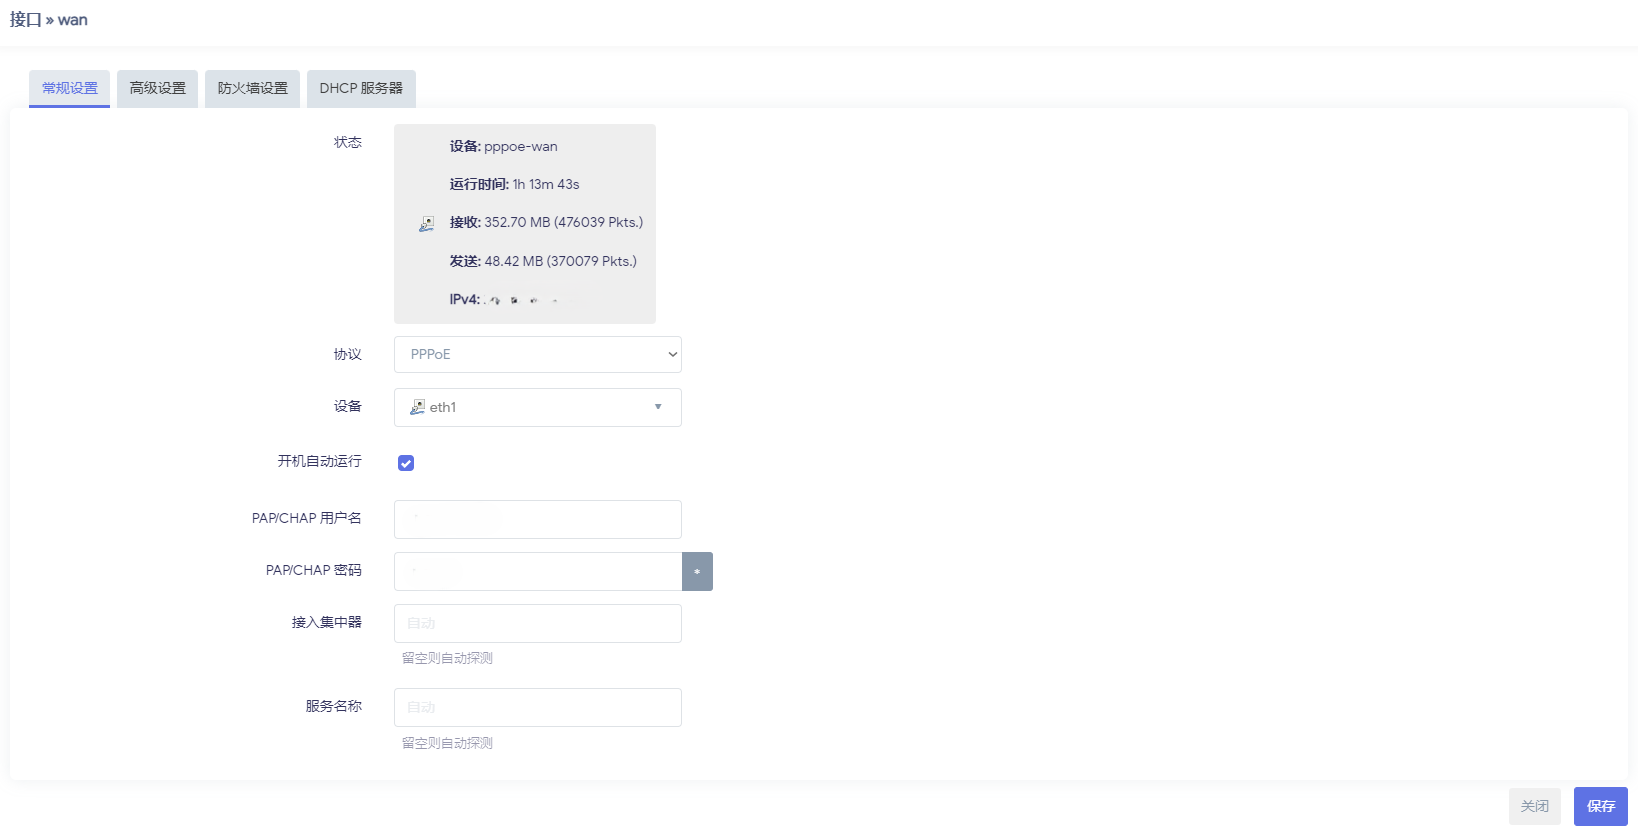 接口 » wan
常规设置 高级设置 防火墙设置 DHCP 服务器
状态
设备: pppoe-wan
运行时间: 1h 13m 43s
接收: 352.70 MB (476039 Pkts.)
发送: 48.42 MB (370079 Pkts.)
IPv4:
协议 PPPoE
设备 eth1
开机自动运行
PAP/CHAP 用户名
PAP/CHAP 密码 *
接入集中器 自动
留空则自动探测
服务名称 自动
留空则自动探测
关闭 保存